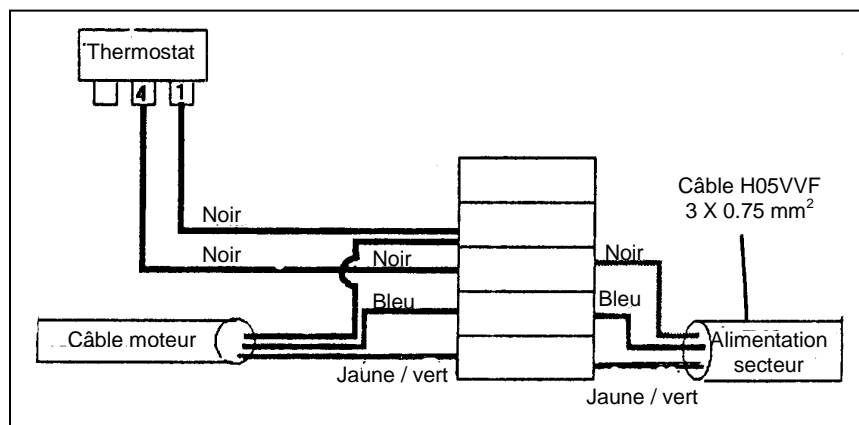 Thermostat
4 1
Câble H05VVF
3 X 0.75 mm²
Noir
Noir Noir Noir
Bleu Bleu
Câble moteur
Alimentation
secteur
Jaune / vert
Jaune / vert